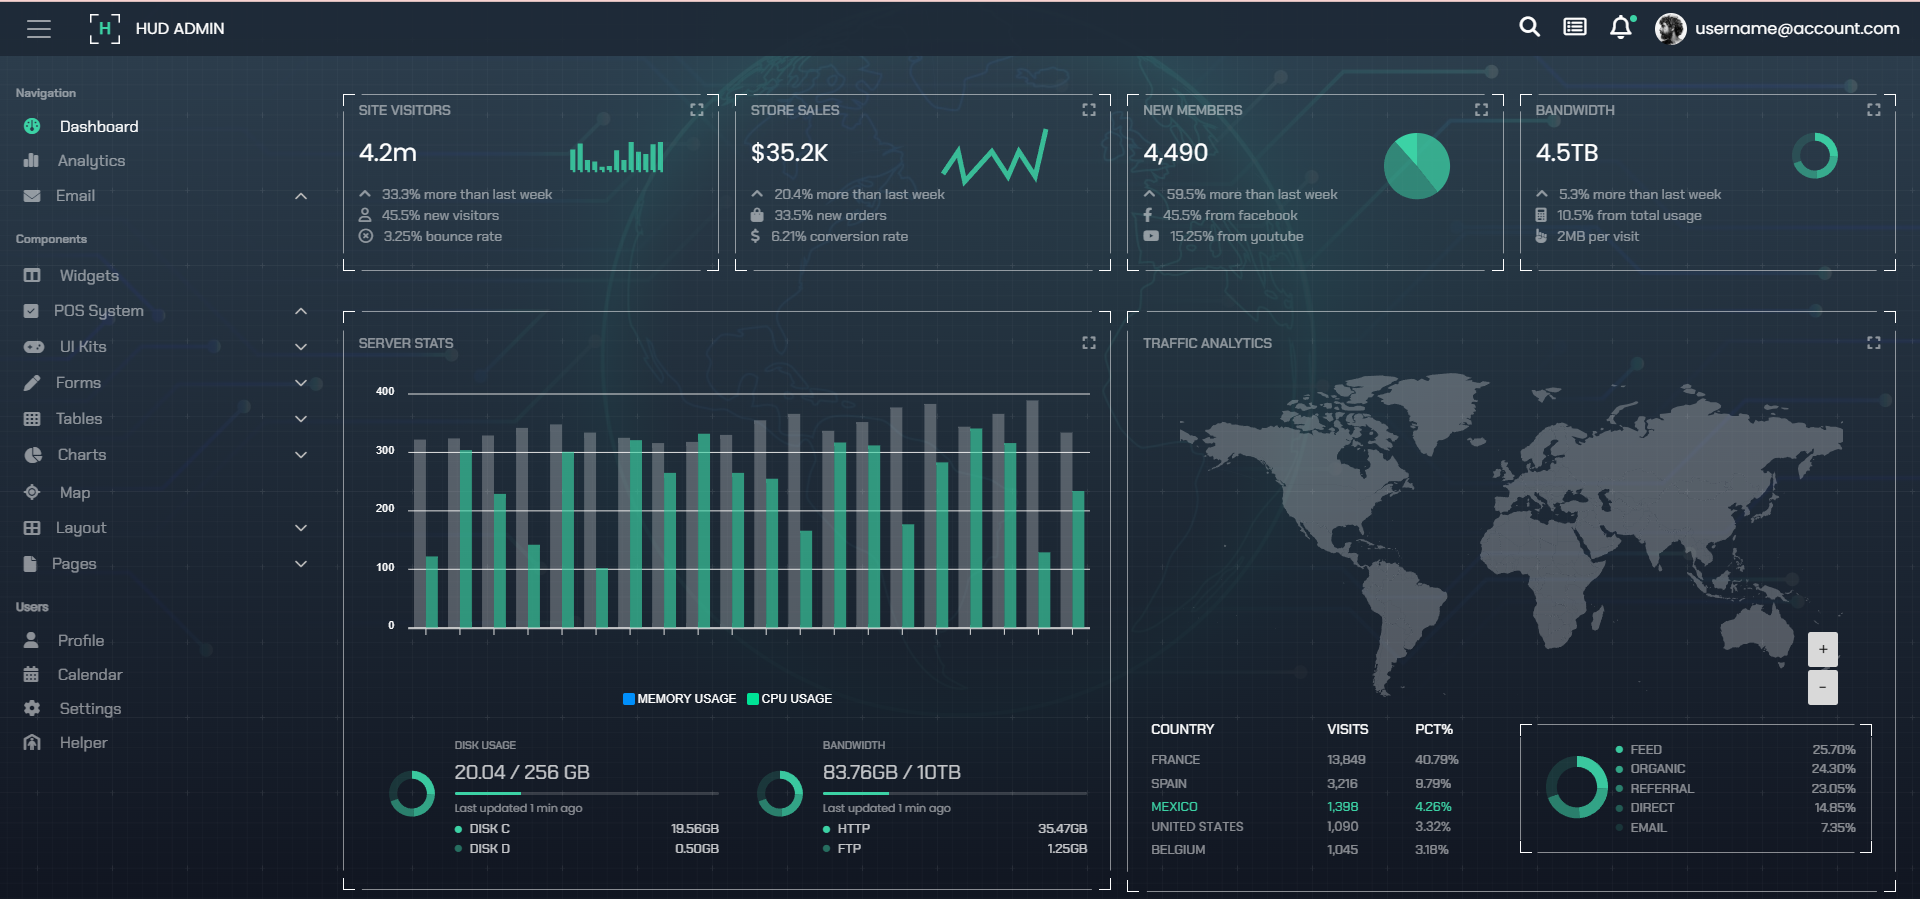 H HUD ADMIN
username@account.com
Navigation
Dashboard
Analytics
Email
Components
Widgets
POS System
UI Kits
Forms
Tables
Charts
Map
Layout
Pages
Users
Profile
Calendar
Settings
Helper
SITE VISITORS
4.2m
33.3% more than last week
45.5% new visitors
3.25% bounce rate
STORE SALES
$35.2K
20.4% more than last week
33.5% new orders
6.21% conversion rate
NEW MEMBERS
4,490
59.5% more than last week
45.5% from facebook
15.25% from youtube
BANDWIDTH
4.5TB
5.3% more than last week
10.5% from total usage
2MB per visit
SERVER STATS
400
300
200
100
0
MEMORY USAGE CPU USAGE
DISK USAGE
20.04 / 256 GB
Last updated 1 min ago
DISK C 19.56GB
DISK D 0.50GB
BANDWIDTH
83.76GB / 10TB
Last updated 1 min ago
HTTP 35.47GB
FTP 1.25GB
TRAFFIC ANALYTICS
+
-
COUNTRY VISITS PCT%
FRANCE 13,849 40.79%
SPAIN 3,216 9.79%
MEXICO 1,398 4.26%
UNITED STATES 1,090 3.32%
BELGIUM 1,045 3.18%
FEED 25.70%
ORGANIC 24.30%
REFERRAL 23.05%
DIRECT 14.85%
EMAIL 7.35%